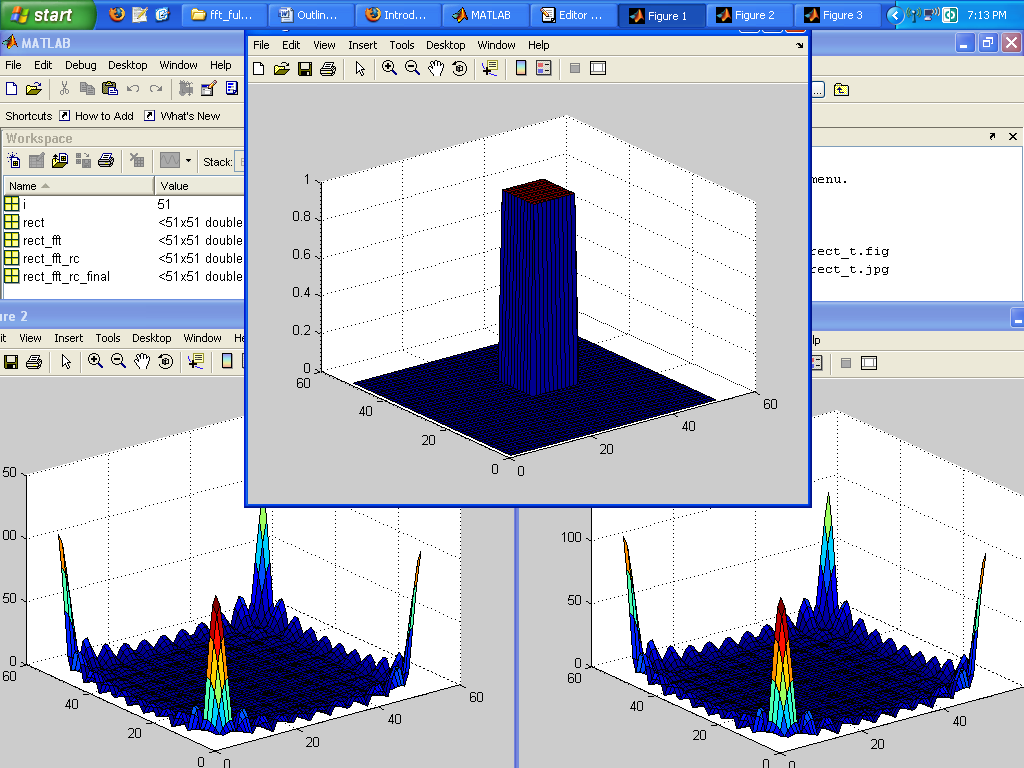 start fft_ful... Outlin... Introd... MATLAB Editor ... Figure 1 Figure 2 Figure 3 7:13 PM
MATLAB
File Edit Debug Desktop Window Help
Shortcuts How to Add What's New
Workspace
Stack:
Name Value
i 51
rect <51x51 double
rect_fft <51x51 double
rect_fft_rc <51x51 double
rect_fft_rc_final <51x51 double
File Edit View Insert Tools Desktop Window Help
1
0.8
0.6
0.4
0.2
0
60
40
20
0
0
20
40
60
...
menu.
rect_t.fig
rect_t.jpg
re 2
it View Insert Tools Desktop Window He
50
00
50
0
60
40
20
0
0
20
40
60
lp
100
50
0
60
40
20
0
0
20
40